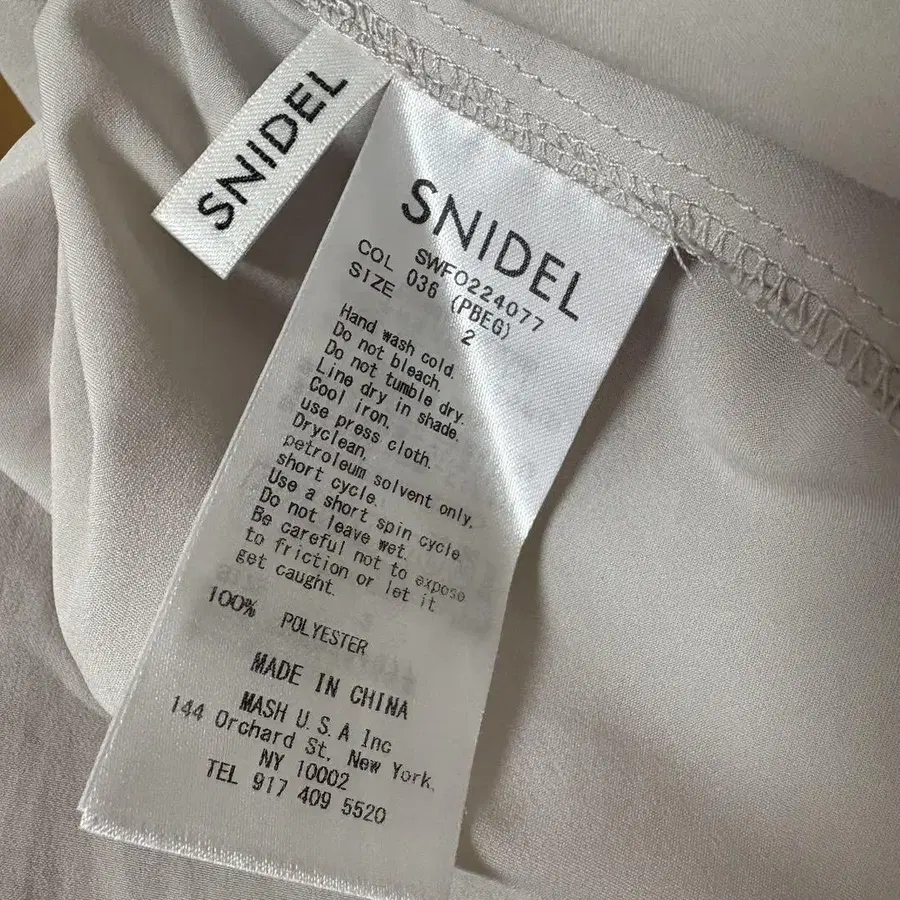 SNIDEL
SNIDEL
SWFO224077
COL 036 (PBEG)
SIZE 2
Hand wash cold.
Do not bleach.
Do not tumble dry.
Line dry in shade.
Cool iron,
use press cloth.
Dryclean,
petroleum solvent only,
short cycle.
Use a short spin cycle.
Do not leave wet.
Be careful not to expose
to friction or let it
get caught.
100% POLYESTER
MADE IN CHINA
MASH U.S.A Inc
144 Orchard St, New York,
NY 10002
TEL 917 409 5520